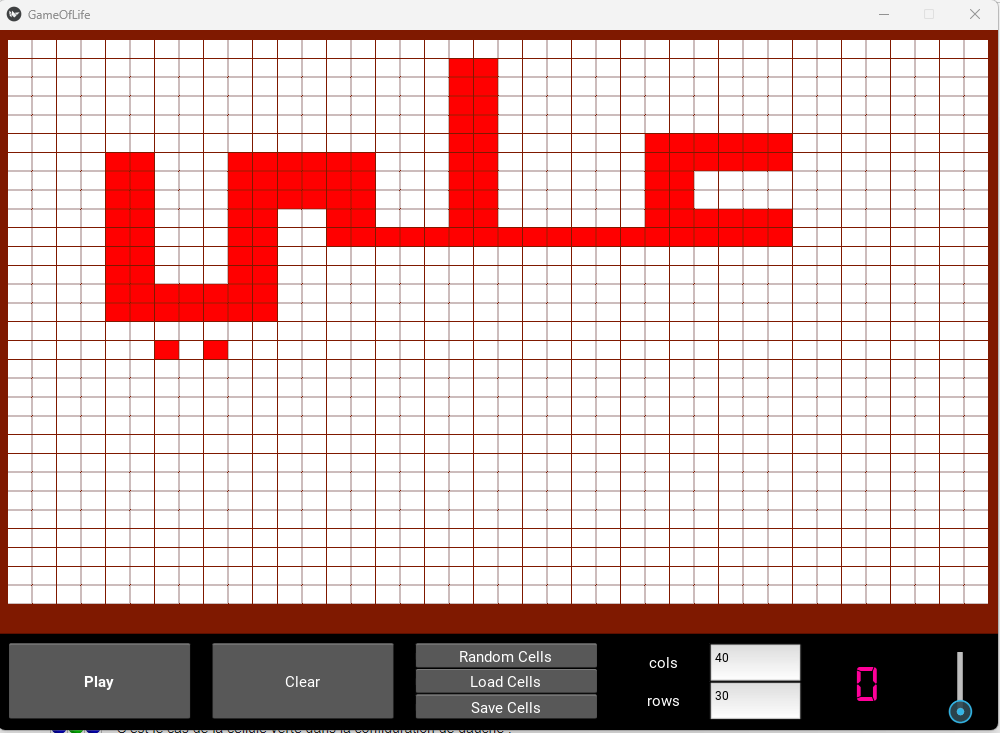 GameOfLife
علي
Play
Clear
Random Cells
Load Cells
Save Cells
cols
40
rows
30
0
C'est le cas de la cellule verte dans la configuration de gauche :